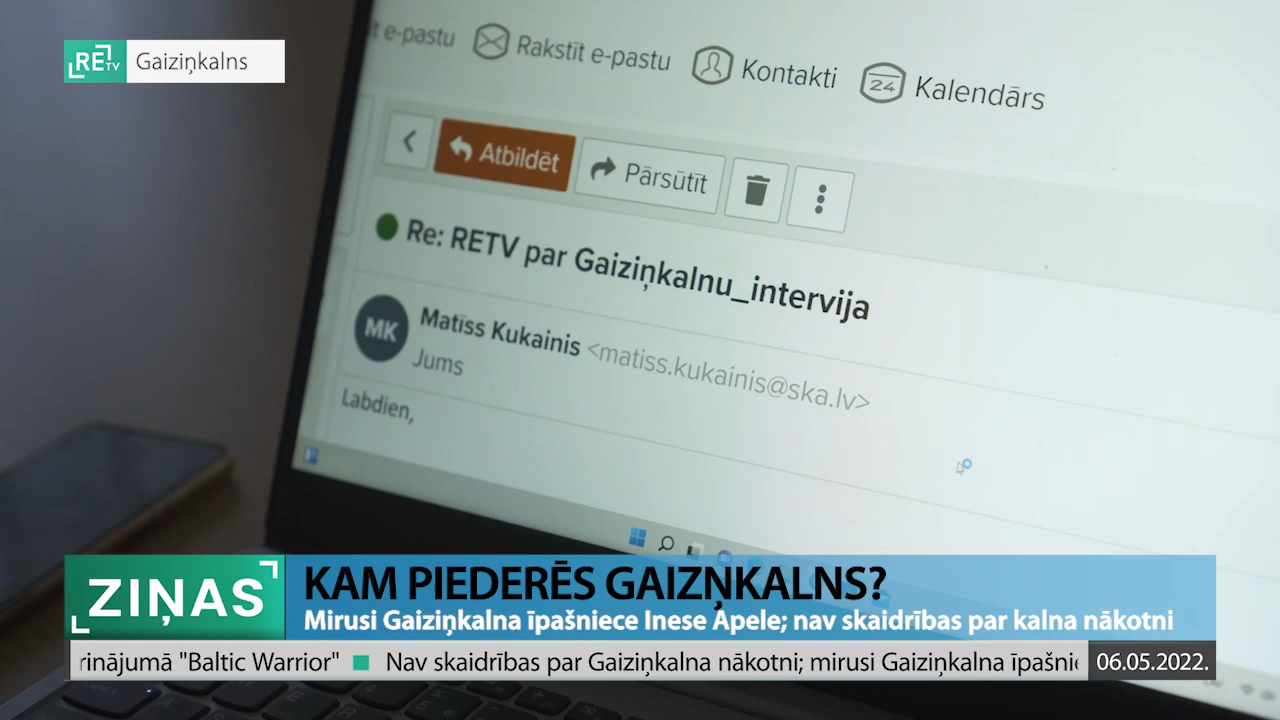 RE TV
Gaiziņkalns
e-pastu
Rakstīt e-pastu
Kontakti
24
Kalendārs
Atbildēt
Pārsūtīt
Re: RETV par Gaiziņkalnu_intervija
MK
Matīss Kukainis <matiss.kukainis@ska.lv>
Jums
Labdien,
ZIŅAS
KAM PIEDERĒS GAIZŅKALNS?
Mirusi Gaiziņkalna īpašniece Inese Apele; nav skaidrības par kalna nākotni
rinājumā "Baltic Warrior" Nav skaidrības par Gaiziņkalna nākotni; mirusi Gaiziņkalna īpašnie
06.05.2022.